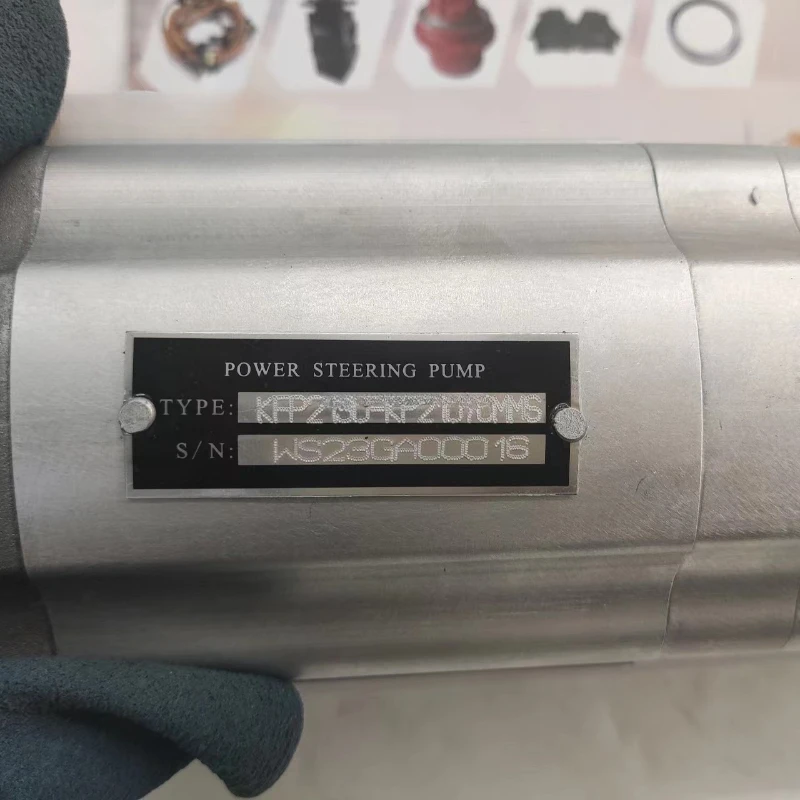 POWER STEERING PUMP
TYPE:
S/N: WS23GA00016